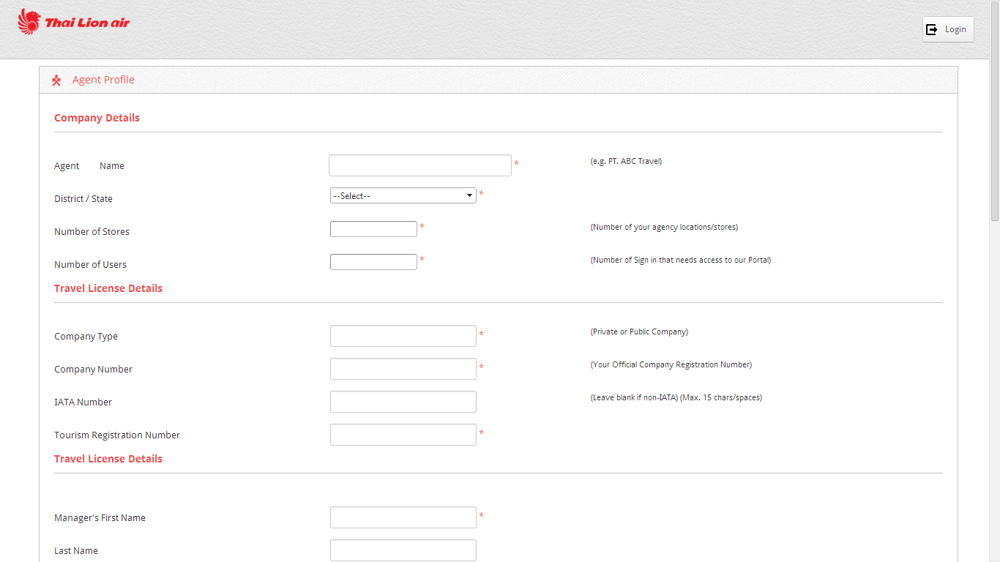 Thai Lion air
Login
Agent Profile
Company Details
Agent Name * (e.g. PT. ABC Travel)
District / State --Select-- *
Number of Stores * (Number of your agency locations/stores)
Number of Users * (Number of Sign in that needs access to our Portal)
Travel License Details
Company Type * (Private or Public Company)
Company Number * (Your Official Company Registration Number)
IATA Number (Leave blank if non-IATA) (Max. 15 chars/spaces)
Tourism Registration Number *
Travel License Details
Manager's First Name *
Last Name